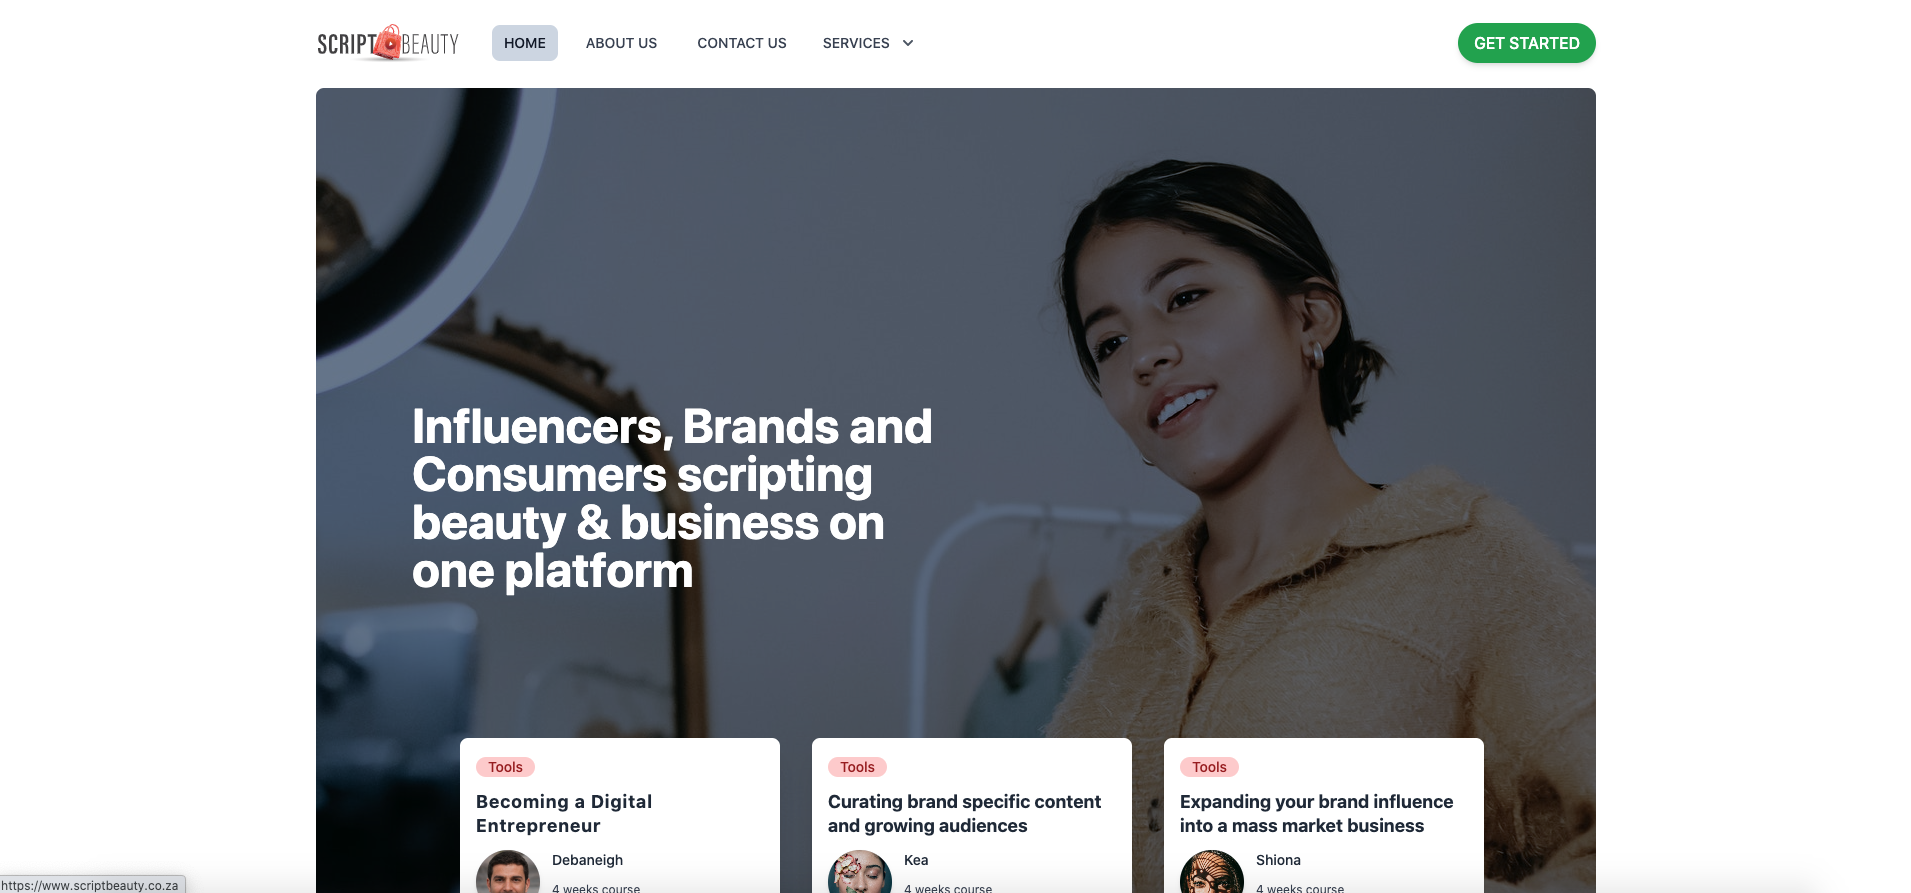 SCRIPT BEAUTY
HOME
ABOUT US
CONTACT US
SERVICES
GET STARTED
Influencers, Brands and
Consumers scripting
beauty & business on
one platform
Tools
Becoming a Digital
Entrepreneur
Debaneigh
4 weeks course
Tools
Curating brand specific content
and growing audiences
Kea
4 weeks course
Tools
Expanding your brand influence
into a mass market business
Shiona
4 weeks course
https://www.scriptbeauty.co.za